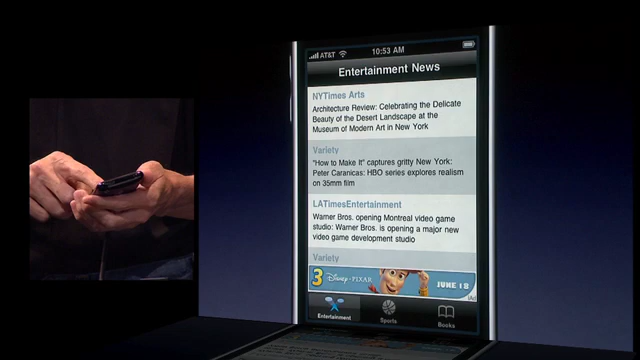 AT&T
10:53 AM
Entertainment News
NYTimes Arts
Architecture Review: Celebrating the Delicate
Beauty of the Desert Landscape at the
Museum of Modern Art in New York
Variety
"How to Make It" captures gritty New York:
Peter Caranicas: HBO series explores realism
on 35mm film
LATimesEntertainment
Warner Bros. opening Montreal video game
studio: Warner Bros. is opening a major new
video game development studio
Variety
3 Disney·PIXAR JUNE 18
iAd
Entertainment
Sports
Books